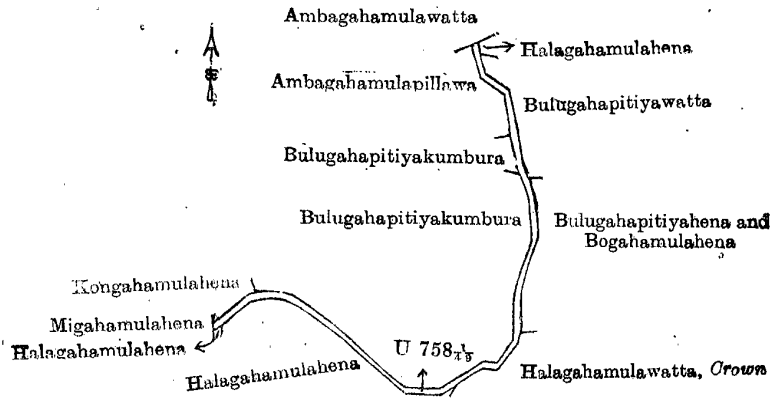 Ambagahamulawatta
Halagahamulahena
Ambagahamulapillawa
Bulugahapitiyawatta
Bulugahapitiyakumbura
Bulugahapitiyakumbura
Bulugahapitiyahena and
Bogahamulahena
Kongahamulahena
Migahamulahena
Halagahamulahena
Halagahamulahena
U 758
Halagahamulawatta, Crown